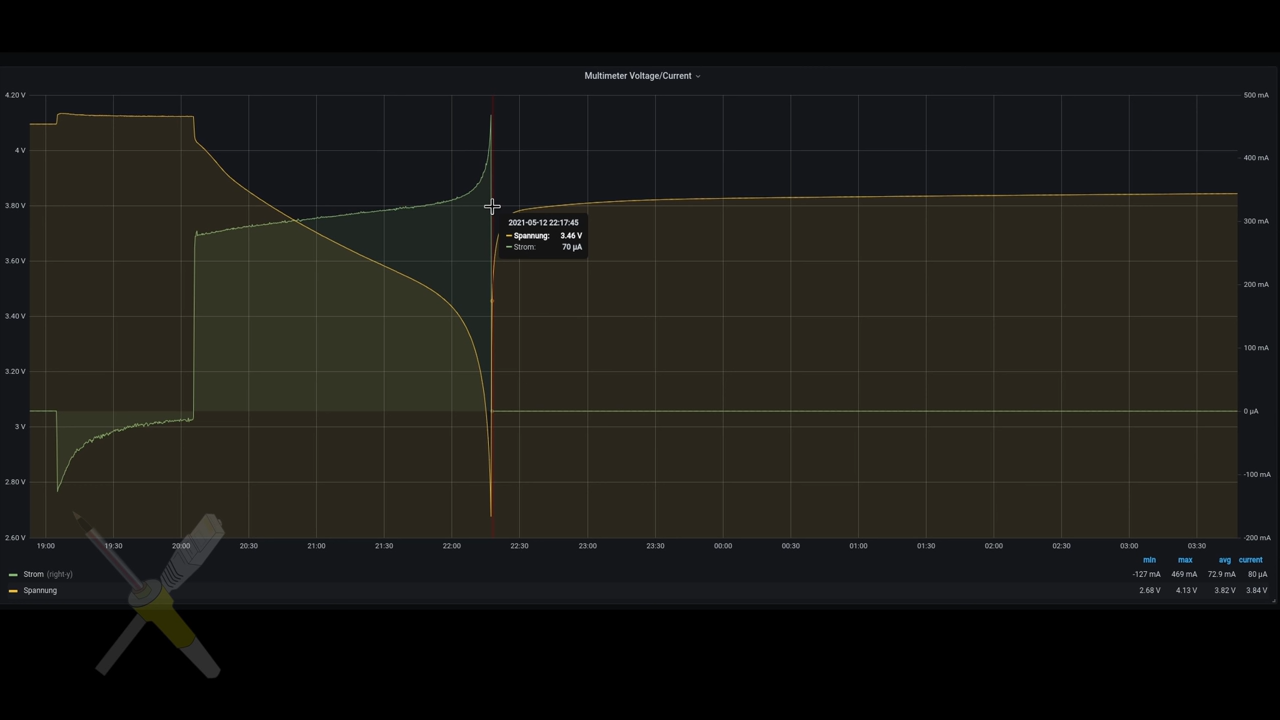 Multimeter Voltage/Current
4.20 V
4 V
3.80 V
3.60 V
3.40 V
3.20 V
3 V
2.80 V
2.60 V
500 mA
400 mA
300 mA
200 mA
100 mA
0 µA
-100 mA
-200 mA
2021-05-12 22:17:45
Spannung: 3.46 V
Strom: 70 µA
19:00 19:30 20:00 20:30 21:00 21:30 22:00 22:30 23:00 23:30 00:00 00:30 01:00 01:30 02:00 02:30 03:00 03:30
min max avg current
Strom (right-y) -127 mA 469 mA 72.9 mA 80 µA
Spannung 2.68 V 4.13 V 3.82 V 3.84 V